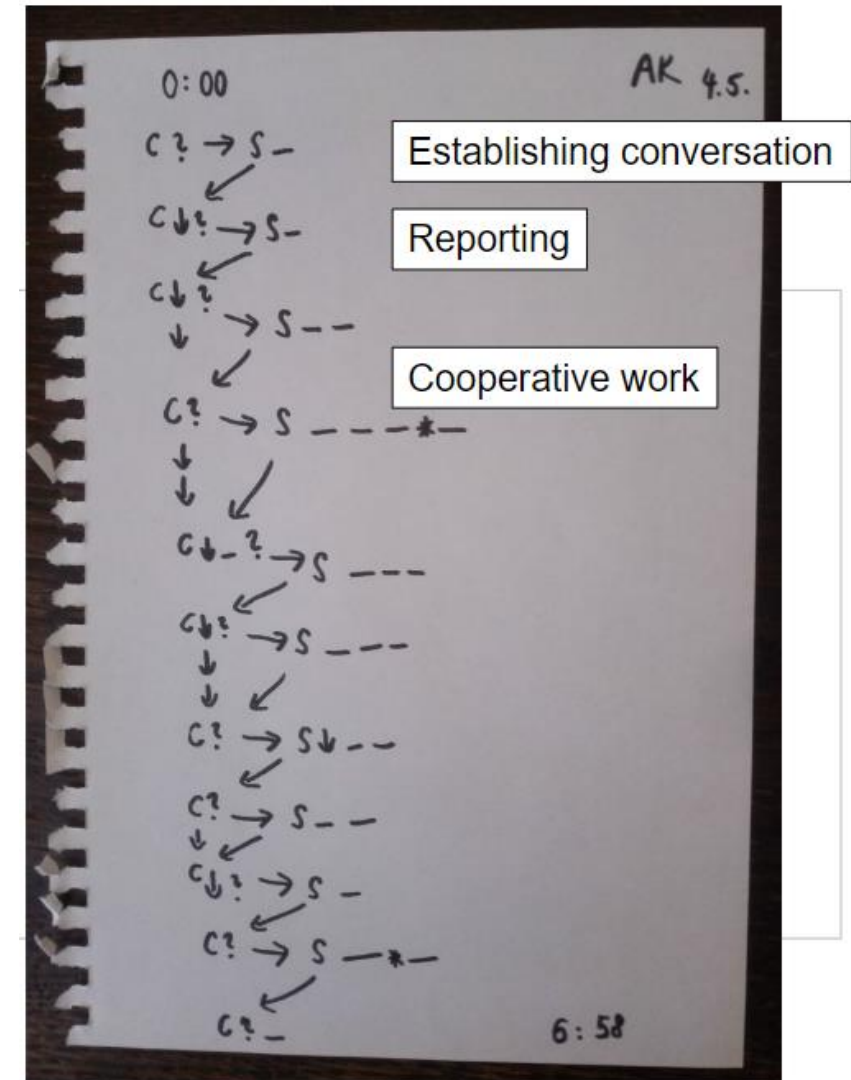 0:00 AK 4.5.
C ? → S –
Establishing conversation
↙
C ↓ ? → S –
Reporting
↙
C ↓ ?
↓ → S – –
↙
Cooperative work
C ? → S – – – * –
↓
↓ ↙
C ↓ – ? → S – – –
↙
C ↓ ? → S – – –
↓
↓ ↙
C ? → S ↓ – –
↙
C ? → S – –
↓ ↙
C ↓ ? → S –
↙
C ? → S – * –
↙
C ? –
6:58